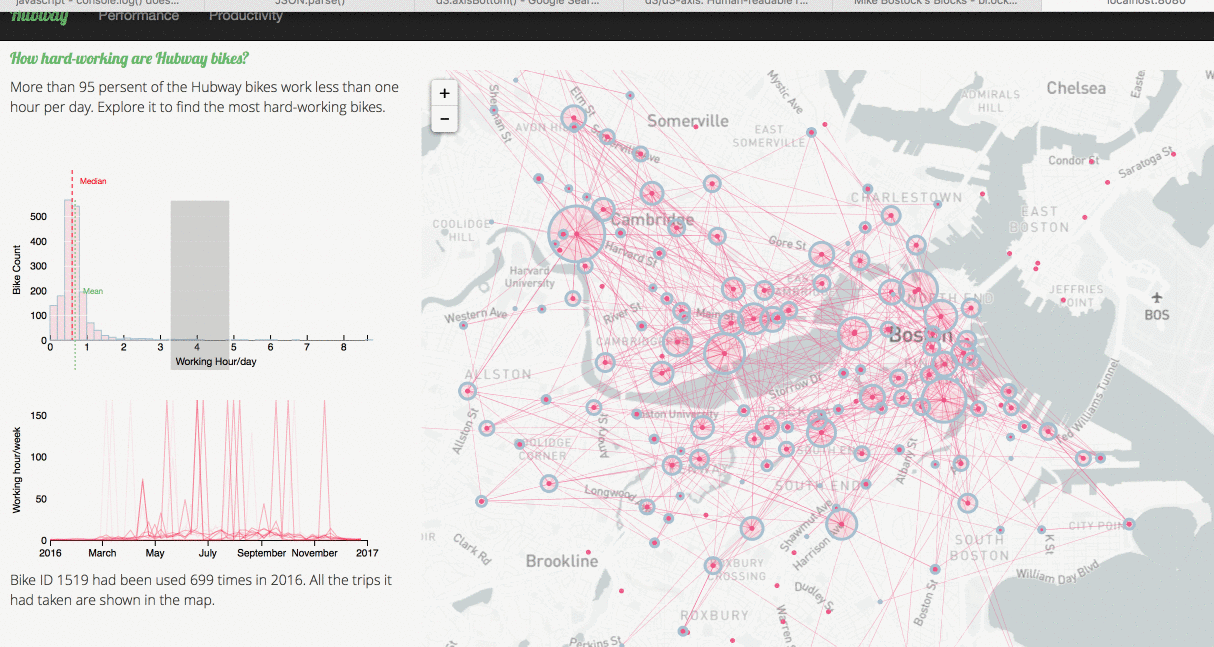 javascript - console.log() does...
JSON.parse()
d3.axisBottom() - Google Sear...
d3/d3-axis: Human-readable r...
Mike Bostock's Blocks - bl.ock...
localhost:8080
Hubway
Performance
Productivity
How hard-working are Hubway bikes?
More than 95 persent of the Hubway bikes work less than one
hour per day. Explore it to find the most hard-working bikes.
Median
500
400
300
200
100
0
Bike Count
Mean
0 1 2 3 4 5 6 7 8
Working Hour/day
150
100
50
0
Working hour/week
2016 March May July September November 2017
Bike ID 1519 had been used 699 times in 2016. All the trips it
had taken are shown in the map.
+
−
Mystic Ave
ADMIRALS
HILL
Chelsea
Elm St
AVON HILL
Somerville
EAST
SOMERVILLE
Somerville Ave
Condor St
Saratoga St
COOLIDGE
HILL
Cambridge
CHARLESTOWN
EAST
BOSTON
Gore St
Harvard St
Harvard
University
JEFFRIES
POINT
NORTH END
BOS
Western Ave
River St
Main St
Boston
ALLSTON
Storrow Dr
Boston University
BACK
Ted Williams Tunnel
Allston St
COOLIDGE
CORNER
SOUTH END
Albany St
Longwood
SOUTH END
Shawmut Ave
Harrison
CITY POINT
SOUTH
BOSTON
K St
Clark Rd
Brookline
ROXBURY
CROSSING
William Day Blvd
Dudley St
Boston St
ROXBURY
Warren
Perkins St